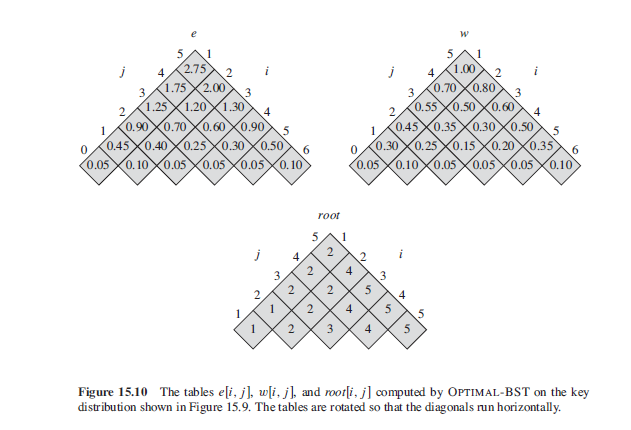 e
5 1
j 4 2.75 2 i
3 1.75 2.00 3
2 1.25 1.20 1.30 4
1 0.90 0.70 0.60 0.90 5
0 0.45 0.40 0.25 0.30 0.50 6
0.05 0.10 0.05 0.05 0.05 0.10
w
5 1
j 4 1.00 2 i
3 0.70 0.80 3
2 0.55 0.50 0.60 4
1 0.45 0.35 0.30 0.50 5
0 0.30 0.25 0.15 0.20 0.35 6
0.05 0.10 0.05 0.05 0.05 0.10
root
5 1
j 4 2 2 i
3 2 4 3
2 2 2 5 4
1 1 2 4 5 5
1 2 3 4 5
Figure 15.10 The tables e[i, j], w[i, j], and root[i, j] computed by OPTIMAL-BST on the key
distribution shown in Figure 15.9. The tables are rotated so that the diagonals run horizontally.